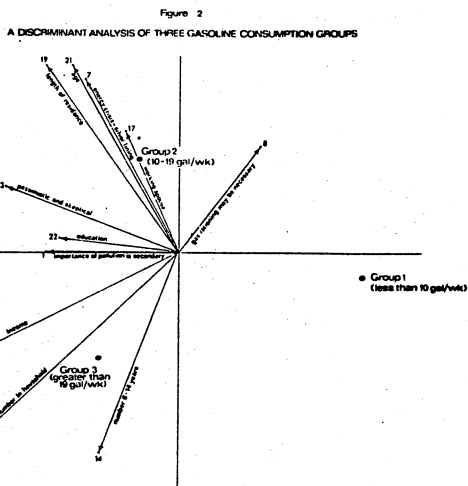 Figure 2
A DISCRIMINANT ANALYSIS OF THREE GASOLINE CONSUMPTION GROUPS
19
21
7
length of residence
age
energy crisis - silver lining
17
Group 2
(10-19 gal/wk)
8
gas rationing may be necessary
3
pessimistic and skeptical
22
education
1
importance of pollution is secondary
Group 1
(less than 10 gal/wk)
income
Group 3
(greater than
19 gal/wk)
number in household
number 6-14 years
14